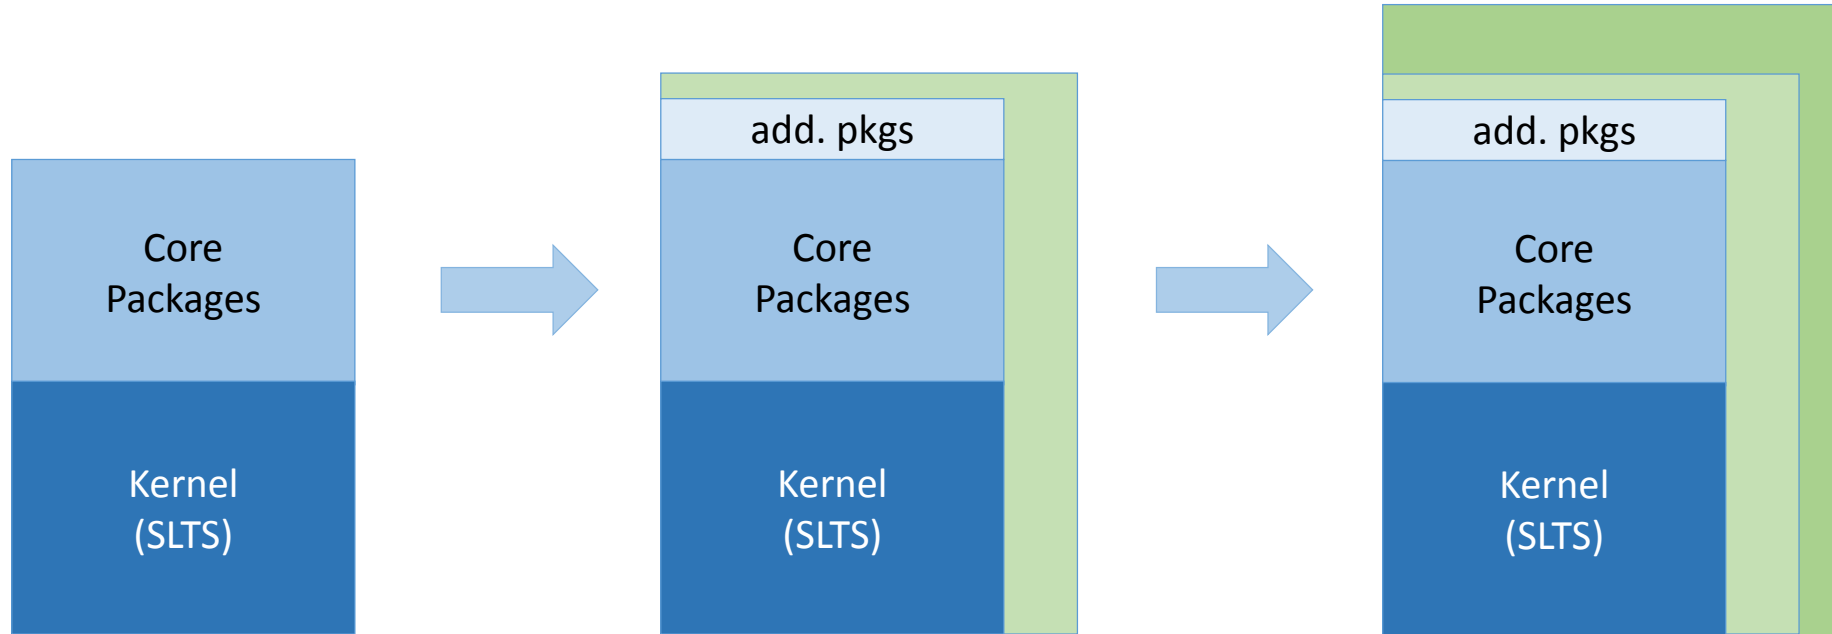 Core
Packages
Kernel
(SLTS)
add. pkgs
Core
Packages
Kernel
(SLTS)
add. pkgs
Core
Packages
Kernel
(SLTS)